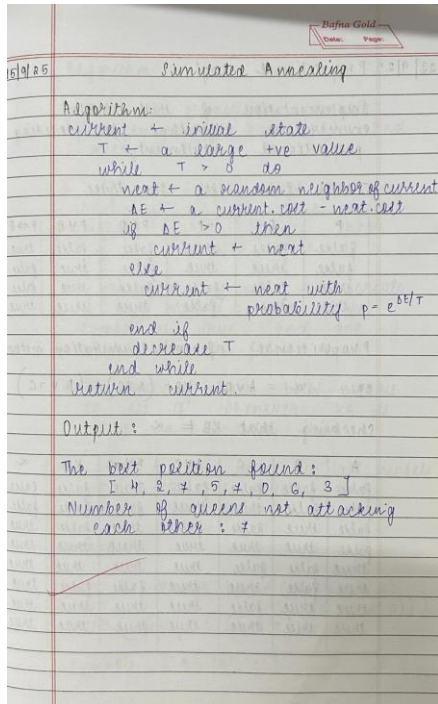 Bafna Gold
Date: Page:
15/9/25
Simulated Annealing
Algorithm:
current ← initial state
T ← a large +ve value
while T > 0 do
next ← a random neighbor of current
ΔE ← a current.cost - next.cost
if ΔE > 0 then
current ← next
else
current ← next with
probability p = e^ΔE/T
end if
decrease T
end while
return current.
Output :
The best position found :
[ 4, 2, 7, 5, 7, 0, 6, 3 ]
Number of queens not attacking
each other : 7